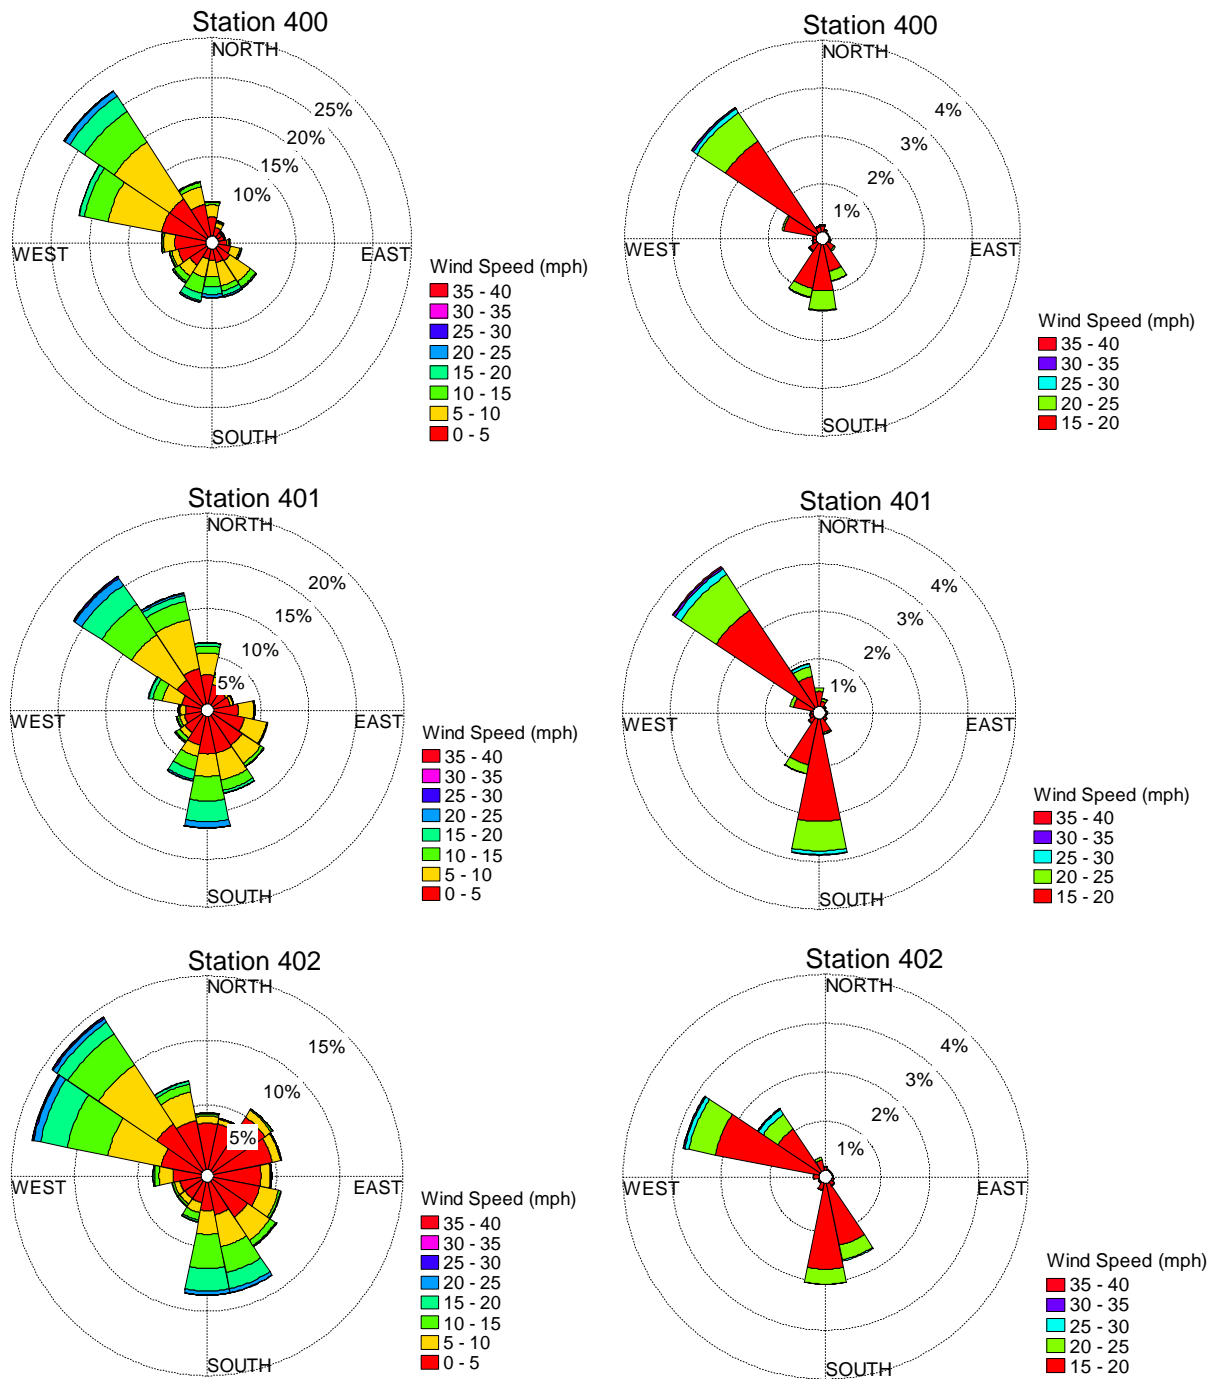 Station 400
NORTH
25%
20%
15%
10%
WEST
EAST
SOUTH
Wind Speed (mph)
35 - 40
30 - 35
25 - 30
20 - 25
15 - 20
10 - 15
5 - 10
0 - 5
Station 400
NORTH
4%
3%
2%
1%
WEST
EAST
SOUTH
Wind Speed (mph)
35 - 40
30 - 35
25 - 30
20 - 25
15 - 20
Station 401
NORTH
20%
15%
10%
5%
WEST
EAST
SOUTH
Wind Speed (mph)
35 - 40
30 - 35
25 - 30
20 - 25
15 - 20
10 - 15
5 - 10
0 - 5
Station 401
NORTH
4%
3%
2%
1%
WEST
EAST
SOUTH
Wind Speed (mph)
35 - 40
30 - 35
25 - 30
20 - 25
15 - 20
Station 402
NORTH
15%
10%
5%
WEST
EAST
SOUTH
Wind Speed (mph)
35 - 40
30 - 35
25 - 30
20 - 25
15 - 20
10 - 15
5 - 10
0 - 5
Station 402
NORTH
4%
3%
2%
1%
WEST
EAST
SOUTH
Wind Speed (mph)
35 - 40
30 - 35
25 - 30
20 - 25
15 - 20